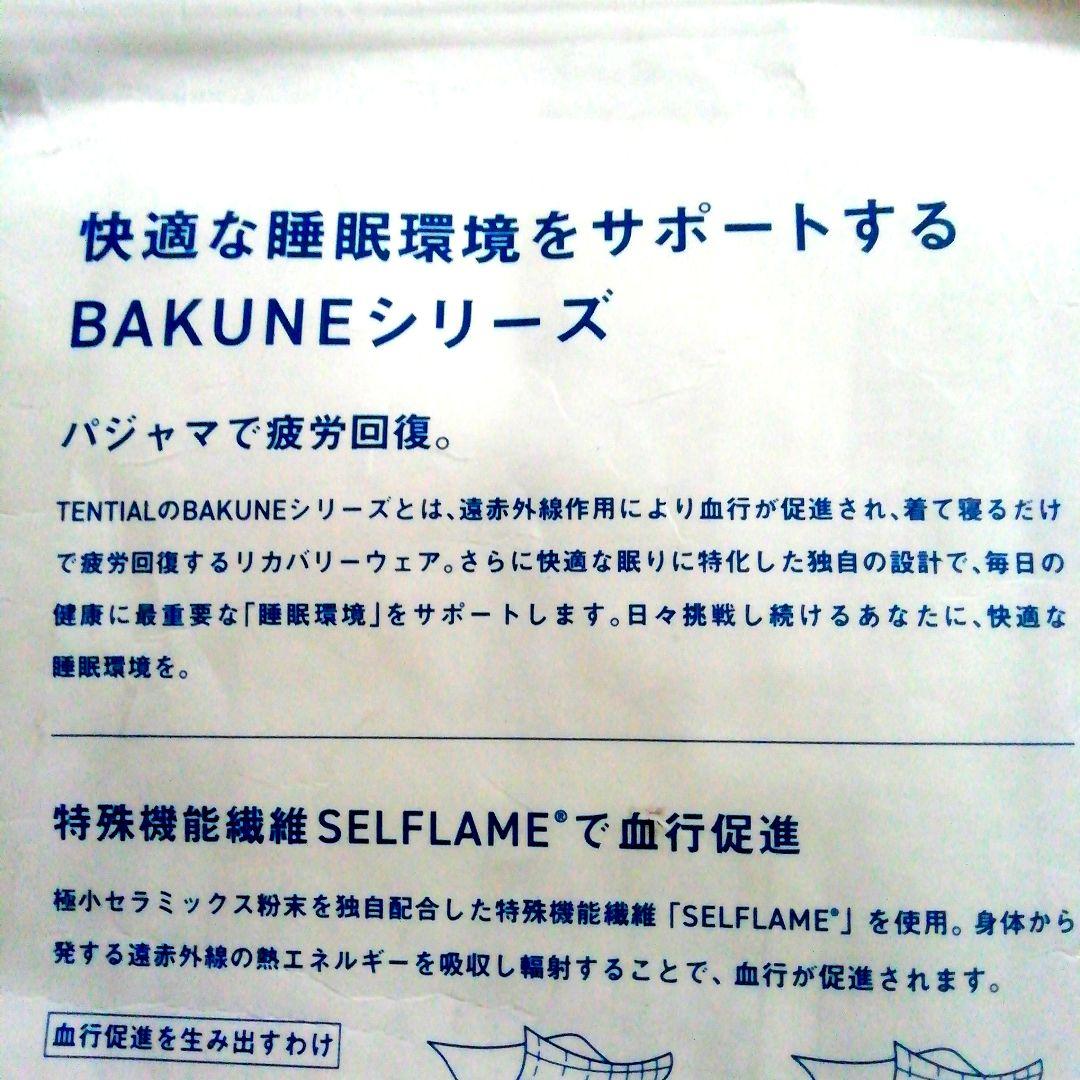 快適な睡眠環境をサポートする
BAKUNEシリーズ
パジャマで疲労回復。
TENTIALのBAKUNEシリーズとは、遠赤外線作用により血行が促進され、着て寝るだけ
で疲労回復するリカバリーウェア。さらに快適な眠りに特化した独自の設計で、毎日の
健康に最重要な「睡眠環境」をサポートします。日々挑戦し続けるあなたに、快適な
睡眠環境を。
特殊機能繊維SELFLAME®で血行促進
極小セラミックス粉末を独自配合した特殊機能繊維「SELFLAME®」を使用。身体から
発する遠赤外線の熱エネルギーを吸収し輻射することで、血行が促進されます。
血行促進を生み出すわけ